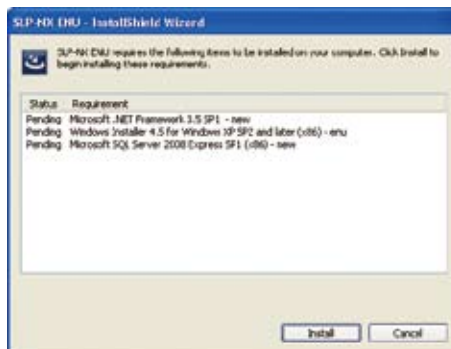 SLP-NX ENU - InstallShield Wizard
SLP-NX ENU requires the following items to be installed on your computer. Click Install to
begin installing these requirements.
Status Requirement
Pending Microsoft .NET Framework 3.5 SP1 - new
Pending Windows Installer 4.5 for Windows XP SP2 and later (x86) - enu
Pending Microsoft SQL Server 2008 Express SP1 (x86) - new
Install Cancel